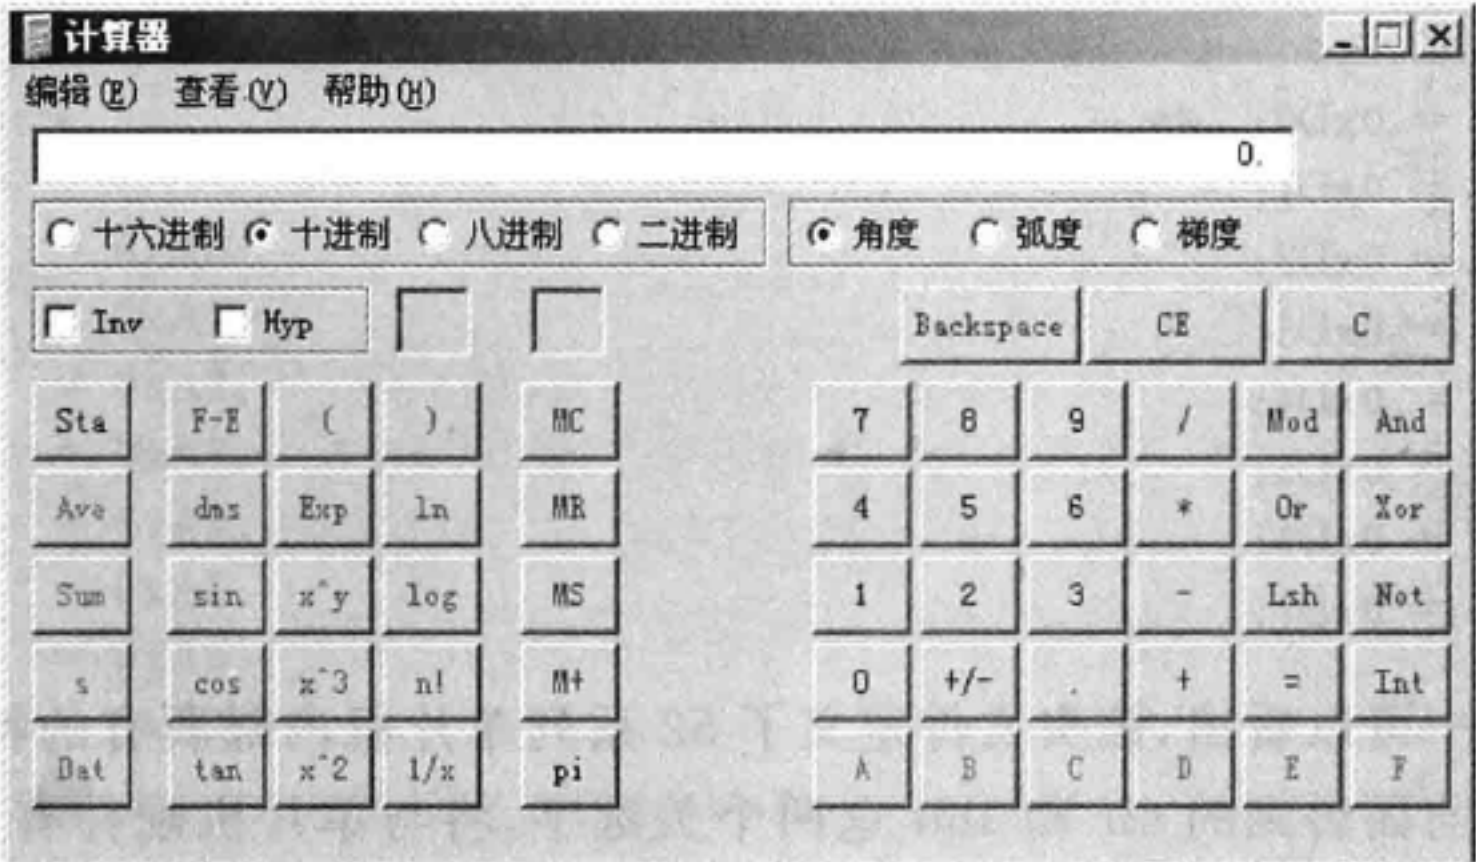 计算器
编辑(E) 查看(V) 帮助(H)
0.
十六进制 十进制 八进制 二进制 角度 弧度 梯度
Inv Hyp Backspace CE C
Sta F-E ( ) MC 7 8 9 / Mod And
Ave dms Exp ln MR 4 5 6 * Or Xor
Sum sin x^y log MS 1 2 3 - Lsh Not
s cos x^3 n! M+ 0 +/- . + = Int
Dat tan x^2 1/x pi A B C D E F